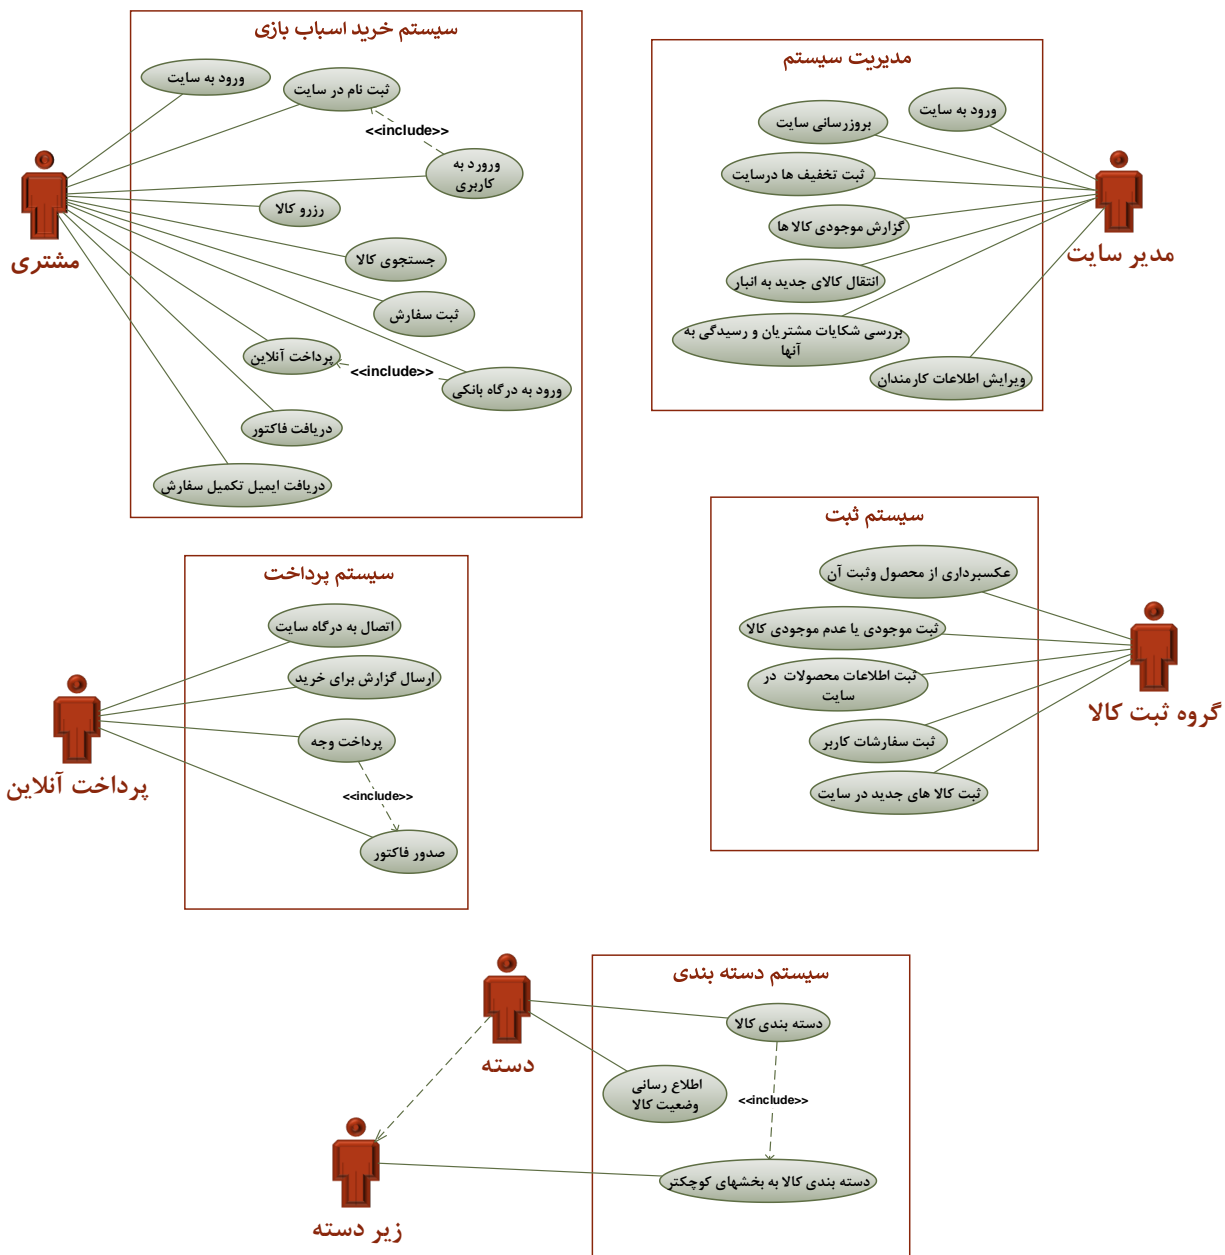 سیستم خرید اسباب بازی
ورود به سایت
ثبت نام در سایت
<<include>>
ورورد به
کاربری
رزرو کالا
جستجوی کالا
ثبت سفارش
پرداخت آنلاین
<<include>>
ورود به درگاه بانکی
دریافت فاکتور
دریافت ایمیل تکمیل سفارش
مشتری
مدیریت سیستم
ورود به سایت
بروزرسانی سایت
ثبت تخفیف ها درسایت
گزارش موجودی کالا ها
انتقال کالای جدید به انبار
بررسی شکایات مشتریان و رسیدگی به
آنها
ویرایش اطلاعات کارمندان
مدیر سایت
سیستم ثبت
عکسبرداری از محصول وثبت آن
ثبت موجودی یا عدم موجودی کالا
ثبت اطلاعات محصولات در
سایت
ثبت سفارشات کاربر
ثبت کالا های جدید در سایت
گروه ثبت کالا
سیستم پرداخت
اتصال به درگاه سایت
ارسال گزارش برای خرید
پرداخت وجه
<<include>>
صدور فاکتور
پرداخت آنلاین
سیستم دسته بندی
دسته بندی کالا
اطلاع رسانی
وضعیت کالا
<<include>>
دسته بندی کالا به بخشهای کوچکتر
دسته
زیر دسته